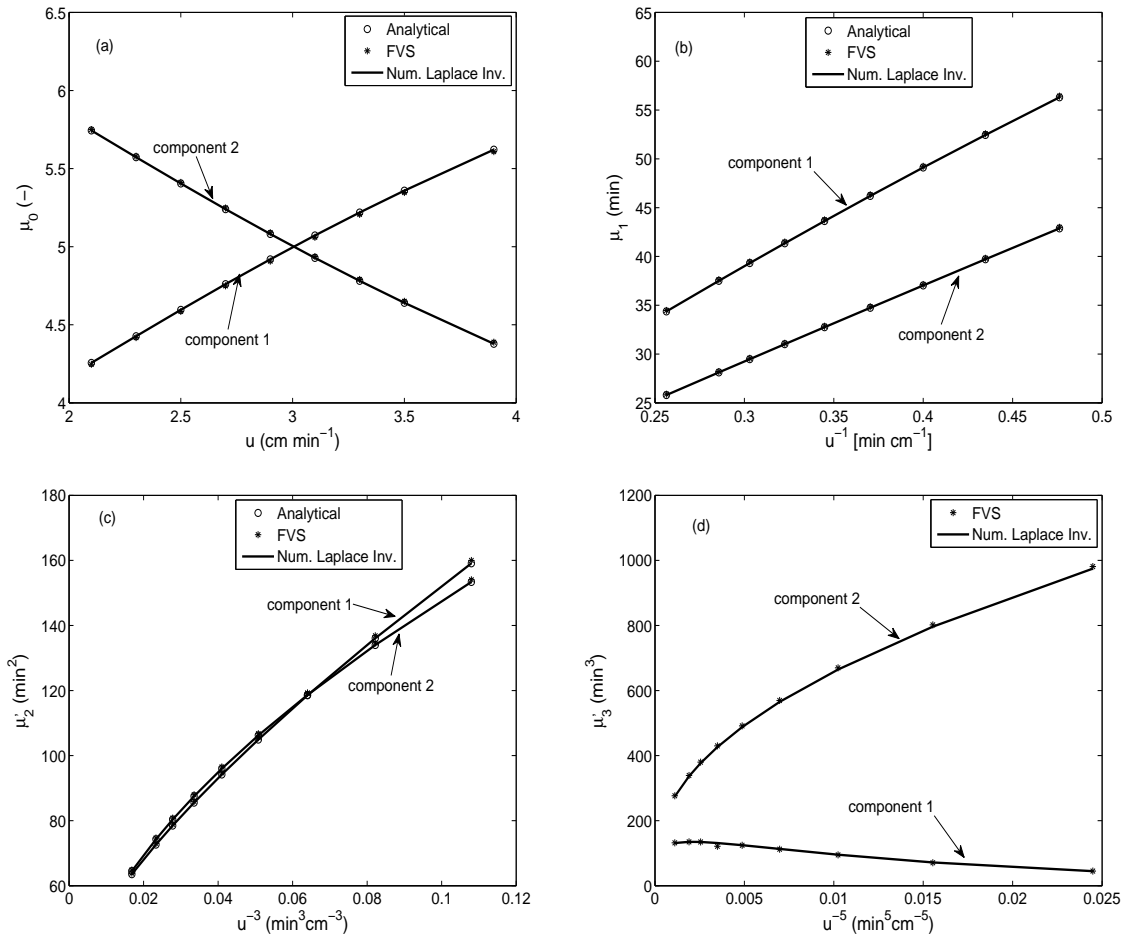 (a)
Analytical
FVS
Num. Laplace Inv.
component 2
component 1
6.5
6
5.5
5
4.5
4
μ0 (−)
2
2.5
3
3.5
4
u (cm min⁻¹)
(b)
Analytical
FVS
Num. Laplace Inv.
component 1
component 2
65
60
55
50
45
40
35
30
25
μ1 (min)
0.25
0.3
0.35
0.4
0.45
0.5
u⁻¹ [min cm⁻¹]
(c)
Analytical
FVS
Num. Laplace Inv.
component 1
component 2
180
160
140
120
100
80
60
μ'2 (min²)
0
0.02
0.04
0.06
0.08
0.1
0.12
u⁻³ (min³cm⁻³)
(d)
FVS
Num. Laplace Inv.
component 2
component 1
1200
1000
800
600
400
200
0
μ'3 (min³)
0
0.005
0.01
0.015
0.02
0.025
u⁻⁵ (min⁵cm⁻⁵)